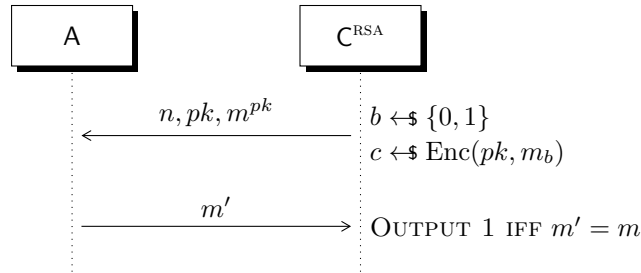 A
C^RSA
n, pk, m^pk
b ←$ {0, 1}
c ←$ Enc(pk, m_b)
m′
OUTPUT 1 IFF m′ = m